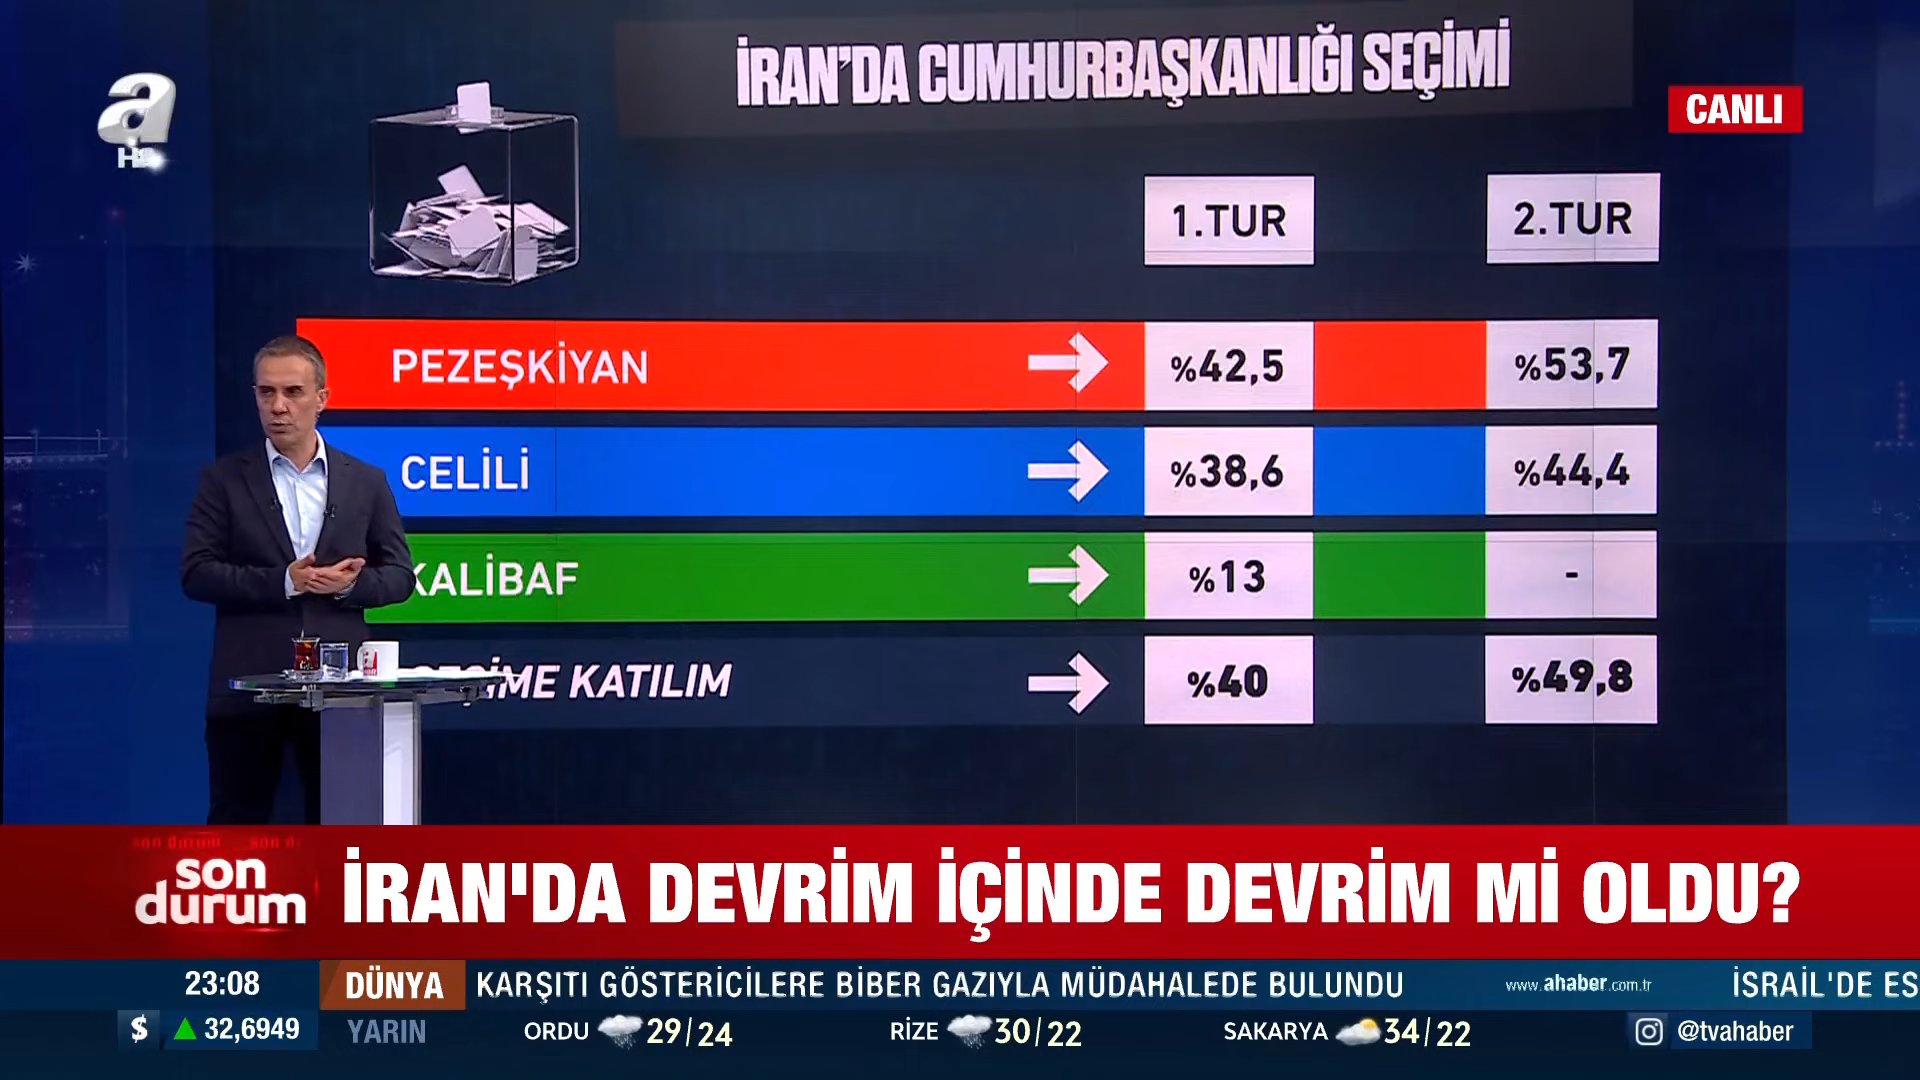 İRAN'DA CUMHURBAŞKANLIĞI SEÇİMİ
a
CANLI
1.TUR 2.TUR
PEZEŞKİYAN %42,5 %53,7
CELİLİ %38,6 %44,4
KALİBAF %13 -
KATILIM %40 %49,8
son durum
İRAN'DA DEVRİM İÇİNDE DEVRİM Mİ OLDU?
23:08 DÜNYA KARŞITI GÖSTERİCİLERE BİBER GAZIYLA MÜDAHALEDE BULUNDU www.ahaber.com.tr İSRAİL'DE ES
$ 32,6949 YARIN ORDU 29/24 RİZE 30/22 SAKARYA 34/22 @tvahaber